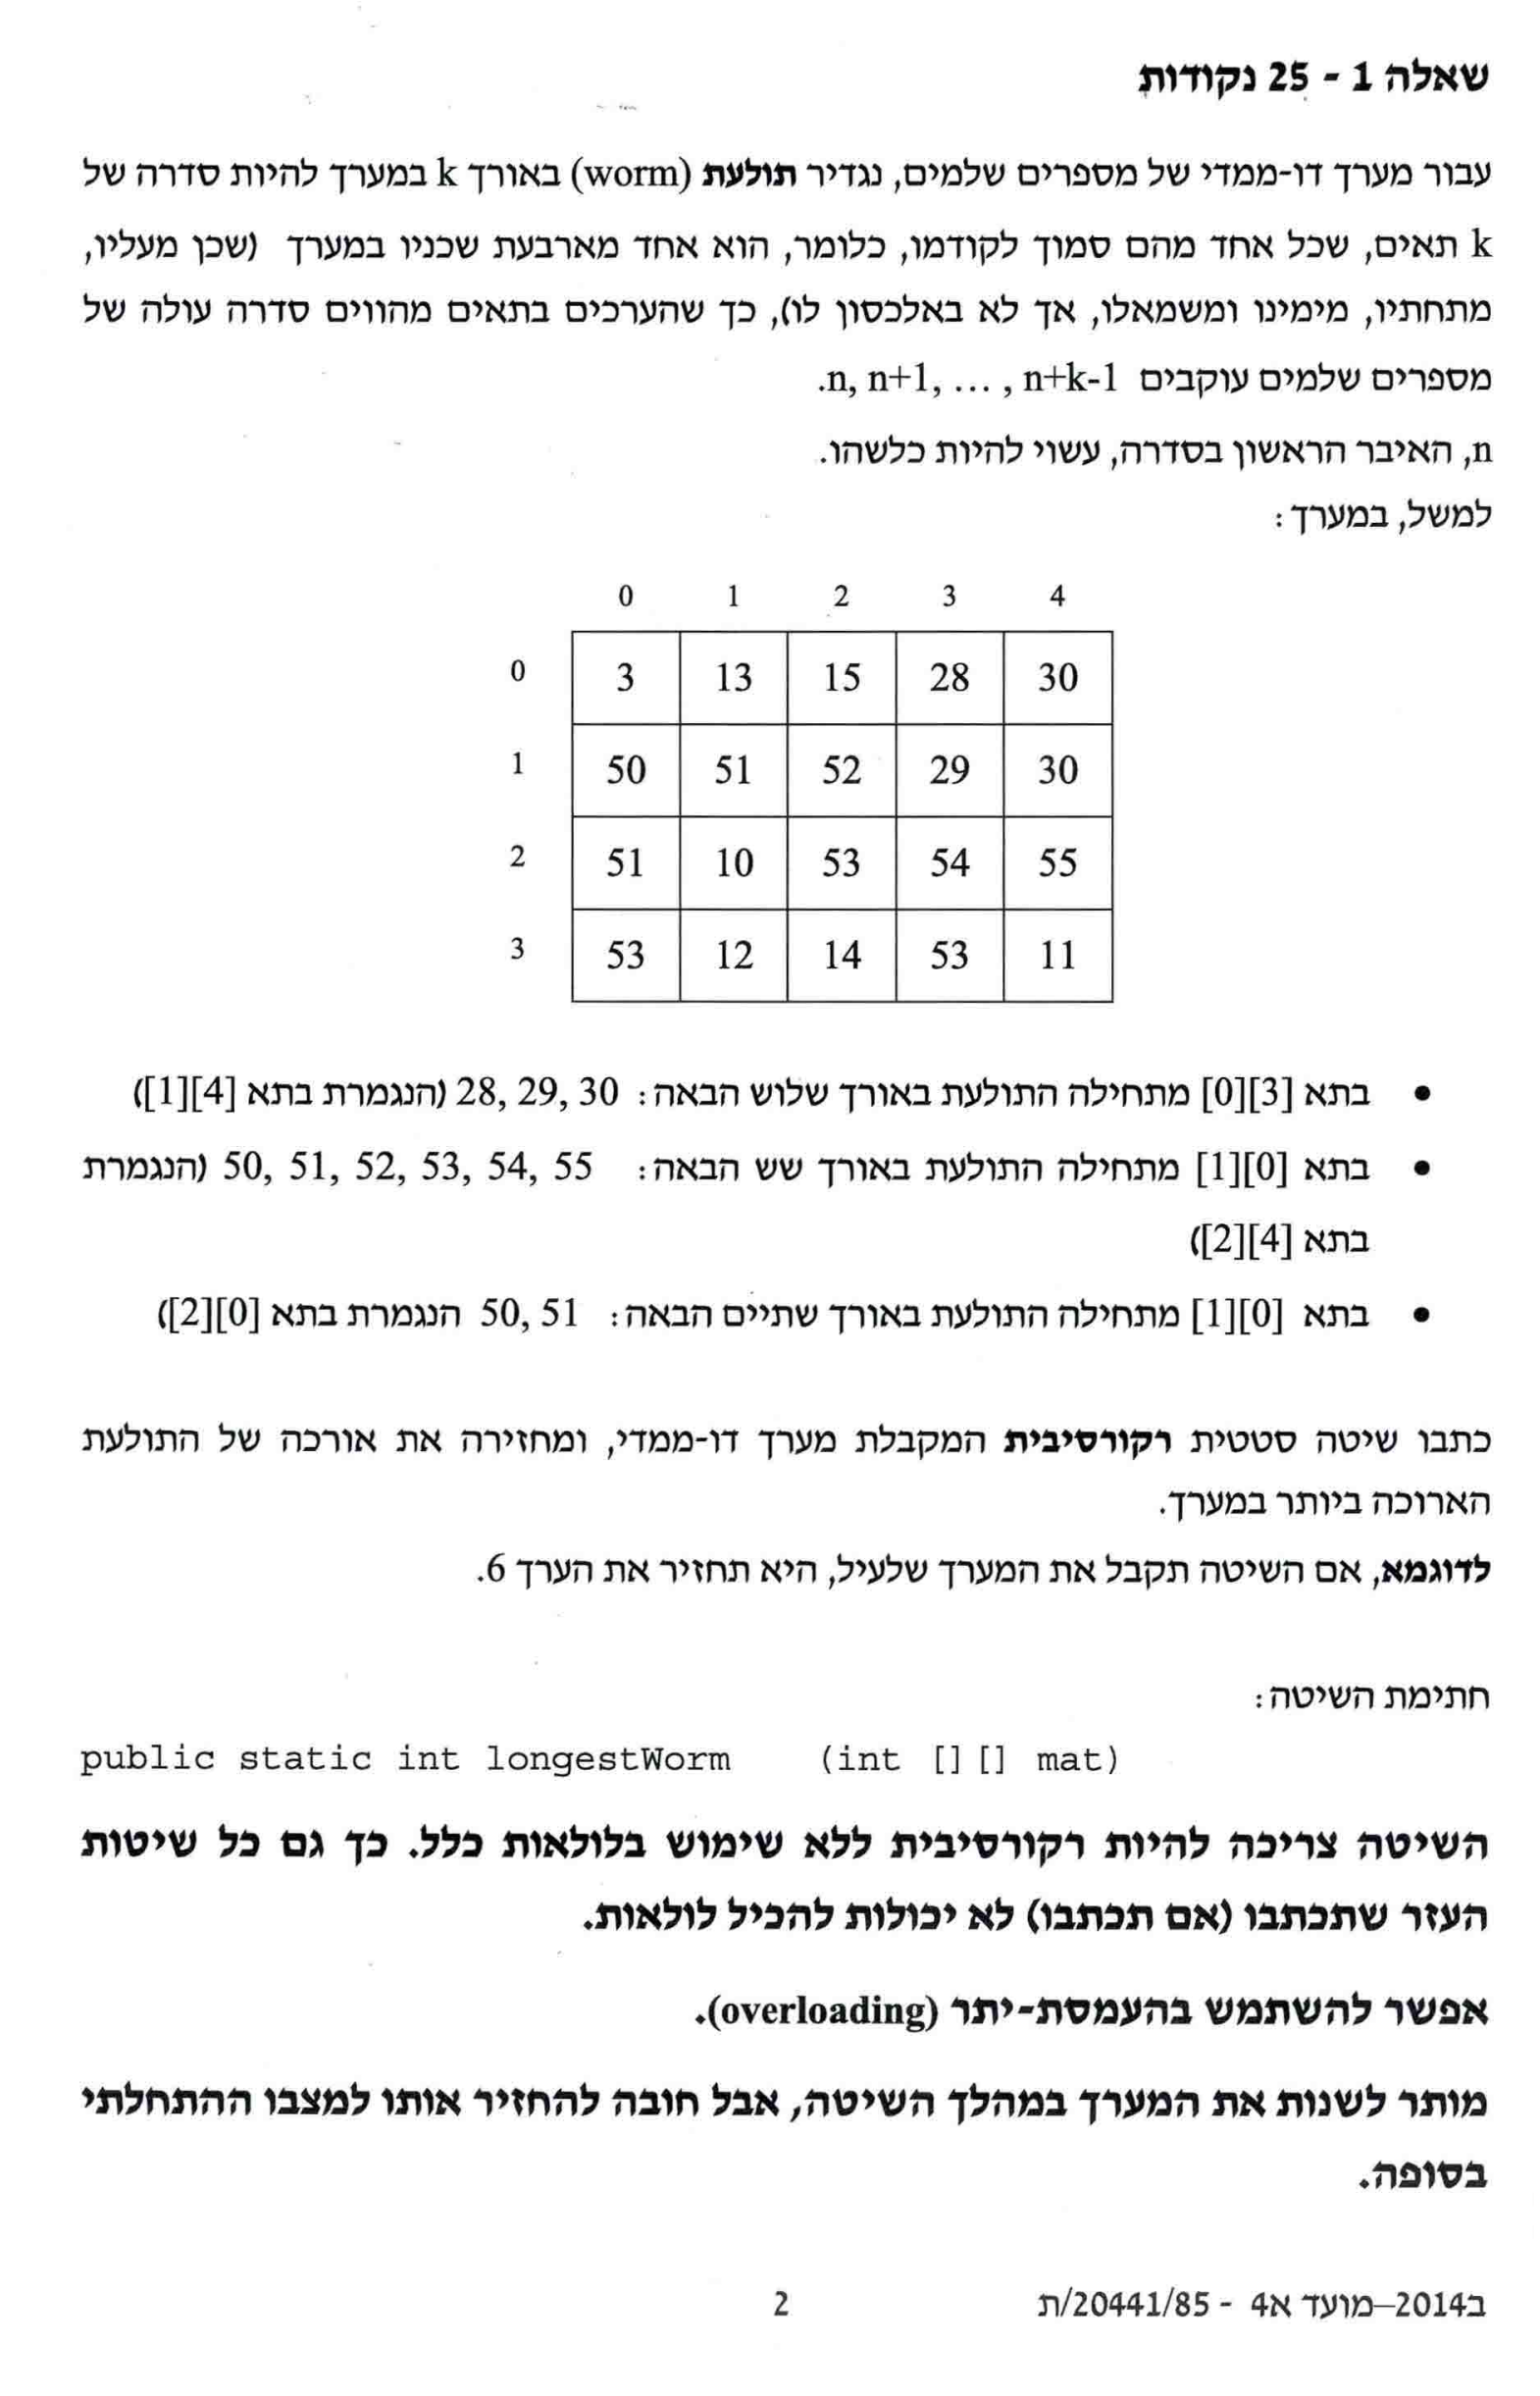 שאלה 1 - 25 נקודות
עבור מערך דו-ממדי של מספרים שלמים, נגדיר תולעת (worm) באורך k במערך להיות סדרה של
k תאים, שכל אחד מהם סמוך לקודמו, כלומר, הוא אחד מארבעת שכניו במערך (שכן מעליו,
מתחתיו, מימינו ומשמאלו, אך לא באלכסון לו), כך שהערכים בתאים מהווים סדרה עולה של
מספרים שלמים עוקבים n, n+1, … , n+k-1.
n, האיבר הראשון בסדרה, עשוי להיות כלשהו.
למשל, במערך:
0 1 2 3 4
0 3 13 15 28 30
1 50 51 52 29 30
2 51 10 53 54 55
3 53 12 14 53 11
• בתא [3][0] מתחילה התולעת באורך שלוש הבאה: 28, 29, 30 (הנגמרת בתא [4][1])
• בתא [0][1] מתחילה התולעת באורך שש הבאה: 50, 51, 52, 53, 54, 55 (הנגמרת
בתא [4][2])
• בתא [0][1] מתחילה התולעת באורך שתיים הבאה: 50, 51 הנגמרת בתא [0][2])
כתבו שיטה סטטית רקורסיבית המקבלת מערך דו-ממדי, ומחזירה את אורכה של התולעת
הארוכה ביותר במערך.
לדוגמא, אם השיטה תקבל את המערך שלעיל, היא תחזיר את הערך 6.
חתימת השיטה:
public static int longestWorm (int [] [] mat)
השיטה צריכה להיות רקורסיבית ללא שימוש בלולאות כלל. כך גם כל שיטות
העזר שתכתבו (אם תכתבו) לא יכולות להכיל לולאות.
אפשר להשתמש בהעמסת-יתר (overloading).
מותר לשנות את המערך במהלך השיטה, אבל חובה להחזיר אותו למצבו ההתחלתי
בסופה.
ב2014–מועד א4 - 20441/85/ת
2